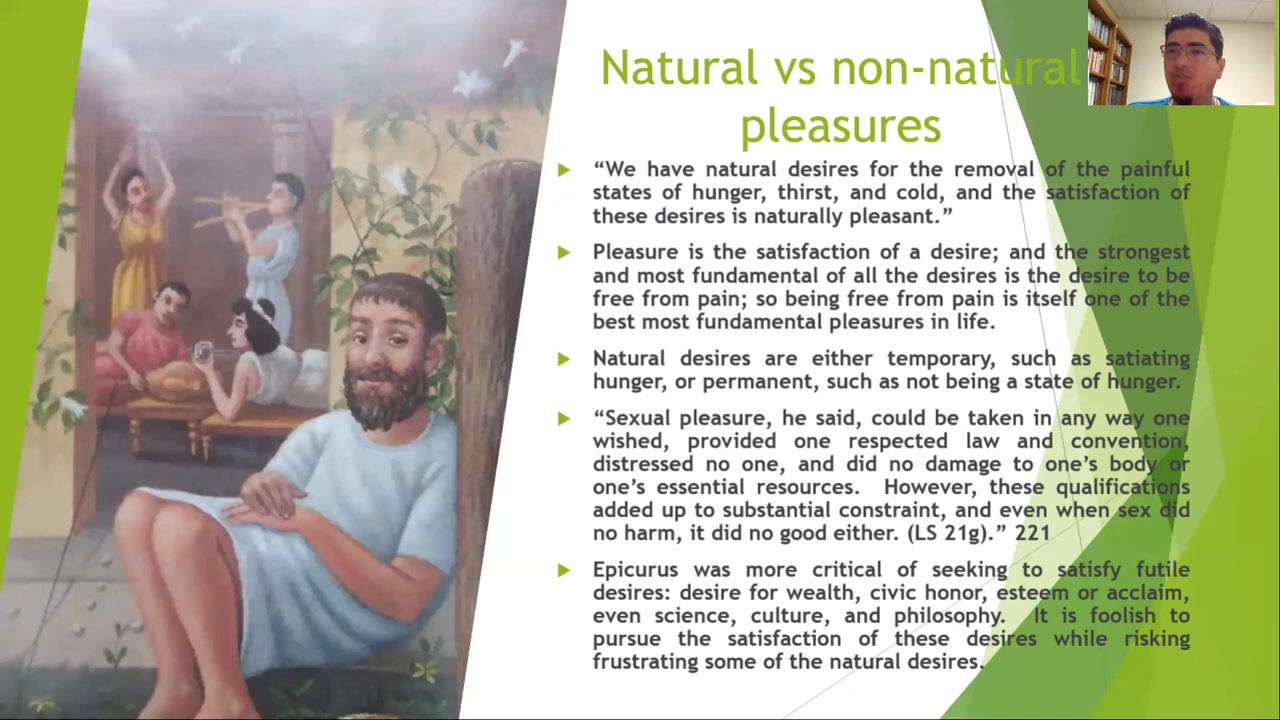 Natural vs non-natural
pleasures
“We have natural desires for the removal of the painful
states of hunger, thirst, and cold, and the satisfaction of
these desires is naturally pleasant.”
Pleasure is the satisfaction of a desire; and the strongest
and most fundamental of all the desires is the desire to be
free from pain; so being free from pain is itself one of the
best most fundamental pleasures in life.
Natural desires are either temporary, such as satiating
hunger, or permanent, such as not being a state of hunger.
“Sexual pleasure, he said, could be taken in any way one
wished, provided one respected law and convention,
distressed no one, and did no damage to one’s body or
one’s essential resources. However, these qualifications
added up to substantial constraint, and even when sex did
no harm, it did no good either. (LS 21g).” 221
Epicurus was more critical of seeking to satisfy futile
desires: desire for wealth, civic honor, esteem or acclaim,
even science, culture, and philosophy. It is foolish to
pursue the satisfaction of these desires while risking
frustrating some of the natural desires.